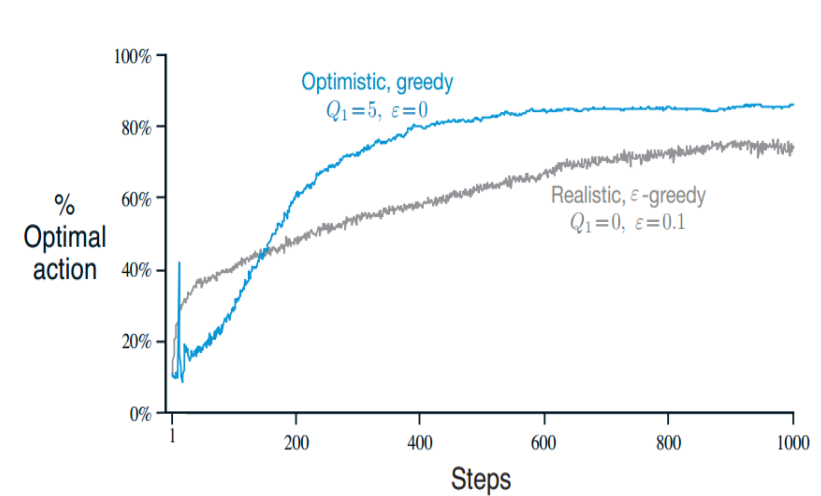 100%
80%
60%
40%
20%
0%
%
Optimal
action
Optimistic, greedy
Q₁=5, ε=0
Realistic, ε-greedy
Q₁=0, ε=0.1
1
200
400
600
800
1000
Steps